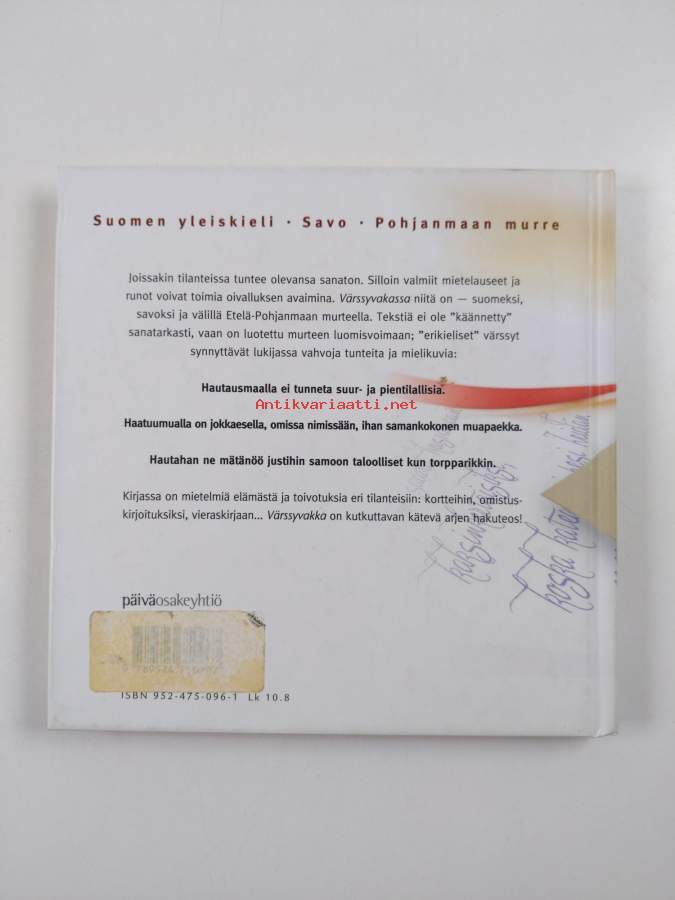 Suomen yleiskieli · Savo · Pohjanmaan murre
Joissakin tilanteissa tuntee olevansa sanaton. Silloin valmiit mietelauseet ja
runot voivat toimia oivalluksen avaimina. Värssyvakassa niitä on — suomeksi,
savoksi ja välillä Etelä-Pohjanmaan murteella. Tekstiä ei ole ”käännetty”
sanatarkasti, vaan on luotettu murteen luomisvoimaan; ”erikieliset” värssyt
synnyttävät lukijassa vahvoja tunteita ja mielikuvia:
Hautausmaalla ei tunneta suur- ja pientilallisia.
Antikvariaatti.net
Haatuumualla on jokkaesella, omissa nimissään, ihan samankokonen muapaekka.
Hautahan ne mätänöö justihin samoon taloolliset kun torpparikkin.
Kirjassa on mietelmiä elämästä ja toivotuksia eri tilanteisiin: kortteihin, omistus-
kirjoituksiksi, vieraskirjaan... Värssyvakka on kutkuttavan kätevä arjen hakuteos!
koska
päiväosakeyhtiö
ISBN 952-475-096-1 Lk 10.8